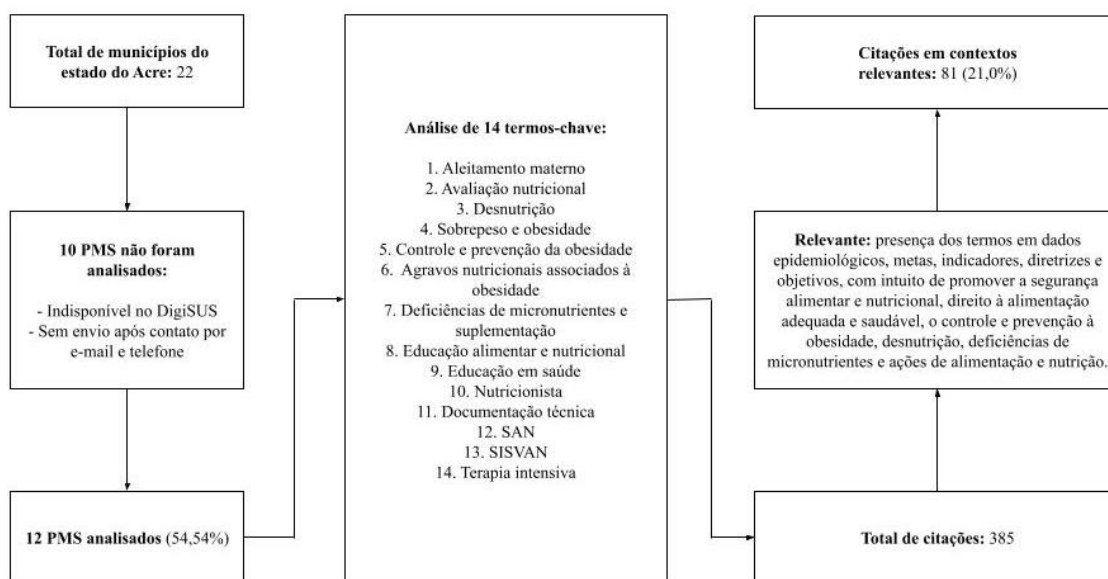 Total de municípios do
estado do Acre: 22
10 PMS não foram
analisados:
- Indisponível no DigiSUS
- Sem envio após contato por
e-mail e telefone
12 PMS analisados (54,54%)
Análise de 14 termos-chave:
1. Aleitamento materno
2. Avaliação nutricional
3. Desnutrição
4. Sobrepeso e obesidade
5. Controle e prevenção da obesidade
6. Agravos nutricionais associados à
obesidade
7. Deficiências de micronutrientes e
suplementação
8. Educação alimentar e nutricional
9. Educação em saúde
10. Nutricionista
11. Documentação técnica
12. SAN
13. SISVAN
14. Terapia intensiva
Total de citações: 385
Relevante: presença dos termos em dados
epidemiológicos, metas, indicadores, diretrizes e
objetivos, com intuito de promover a segurança
alimentar e nutricional, direito à alimentação
adequada e saudável, o controle e prevenção à
obesidade, desnutrição, deficiências de
micronutrientes e ações de alimentação e nutrição.
Citações em contextos
relevantes: 81 (21,0%)